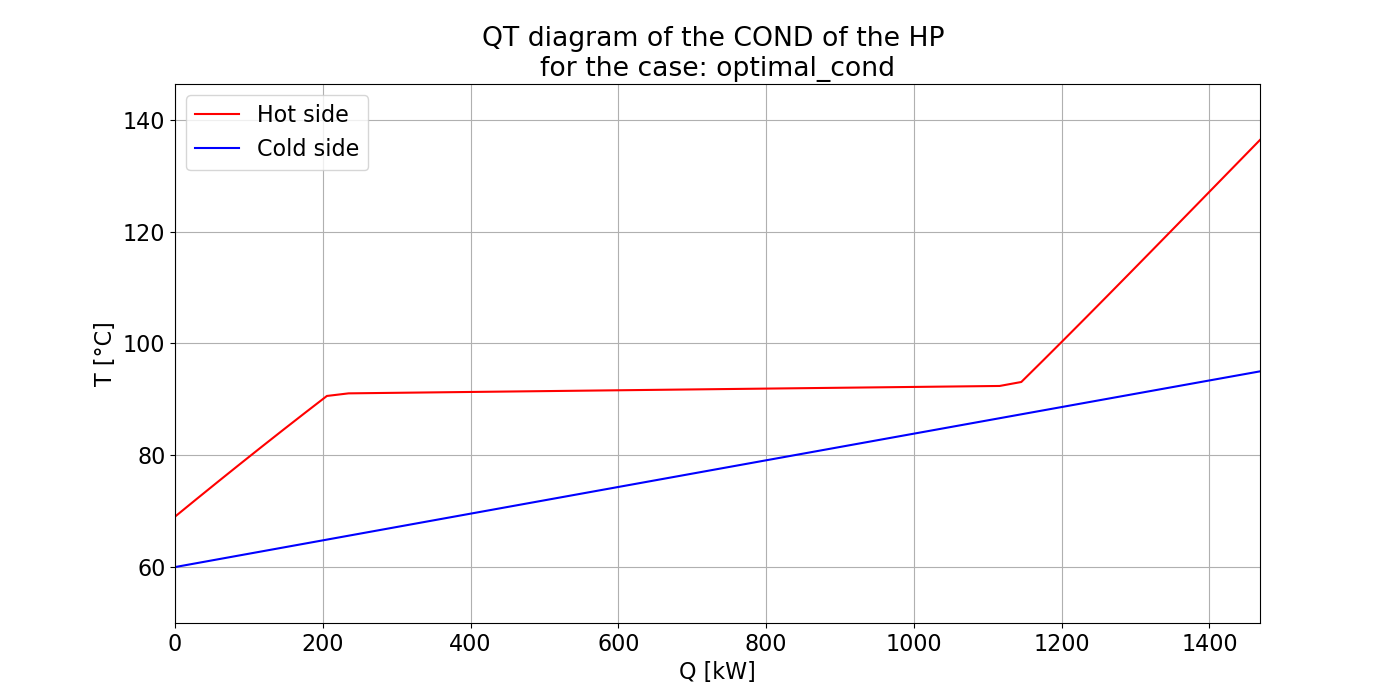 QT diagram of the COND of the HP
for the case: optimal_cond
Hot side
Cold side
T [°C]
140
120
100
80
60
0 200 400 600 800 1000 1200 1400
Q [kW]